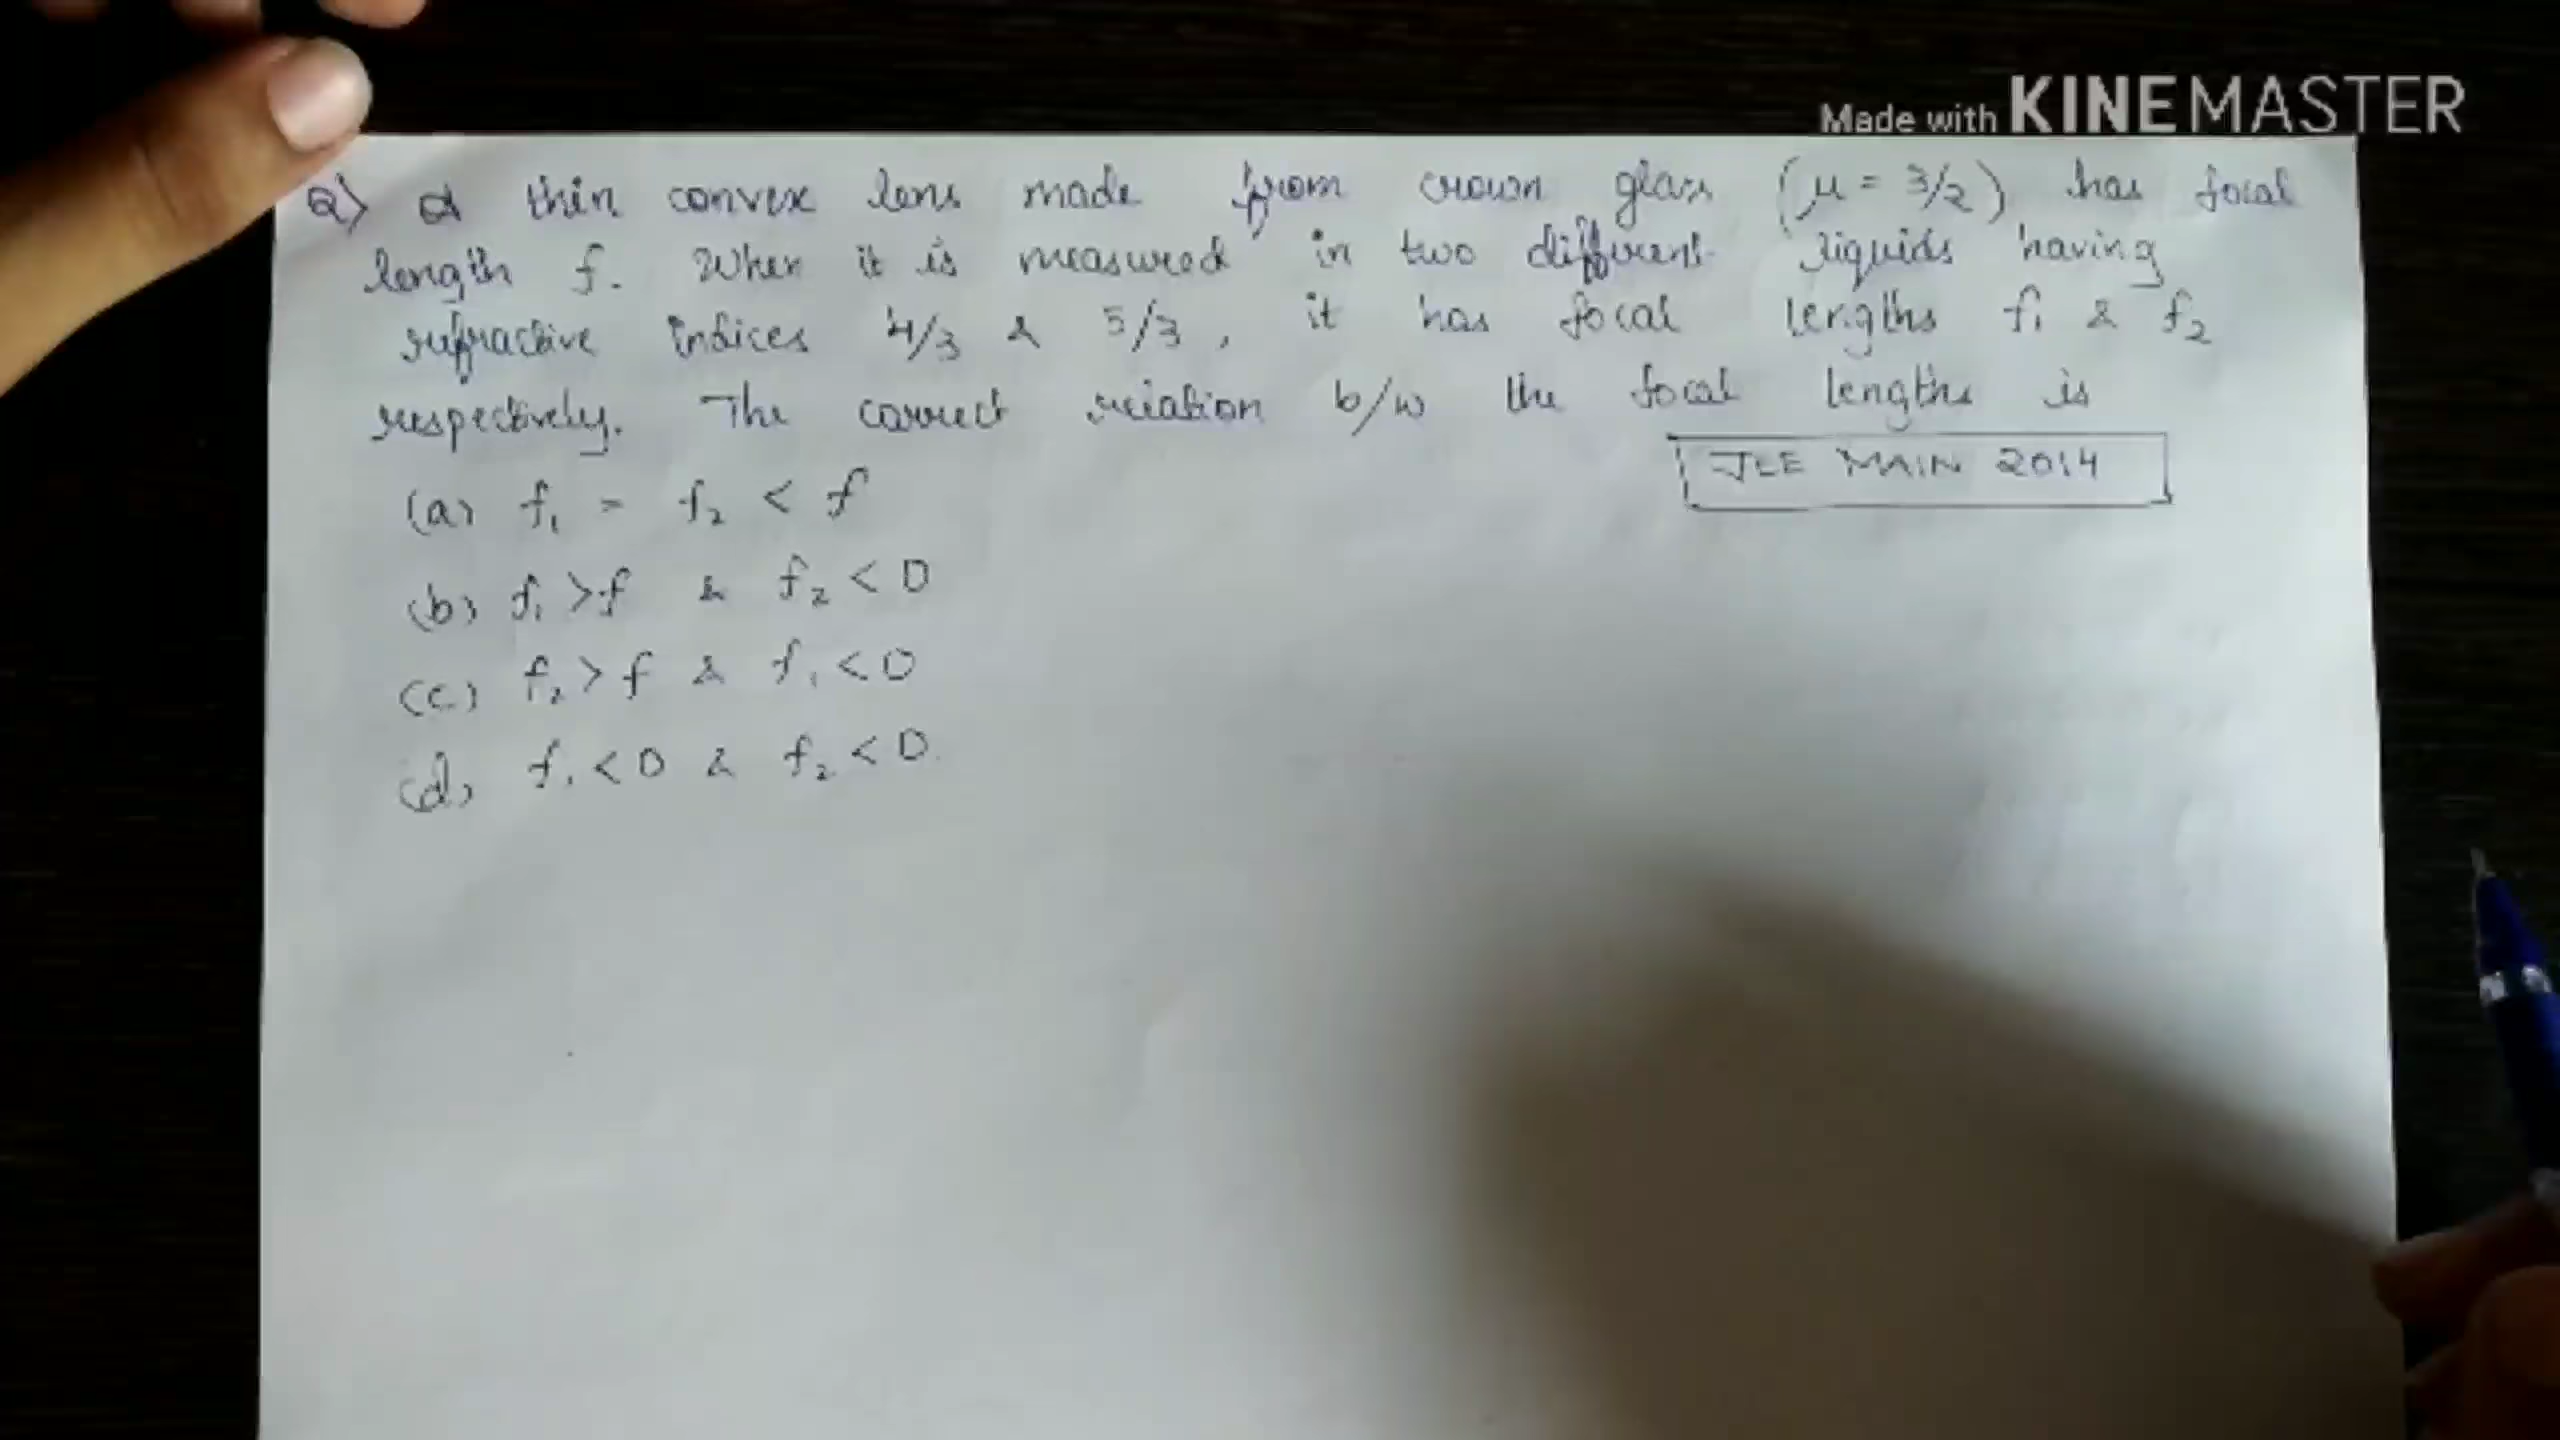 Made with KINEMASTER
Q) A thin convex lens made from crown glass (μ = 3/2) has focal
length f. When it is measured in two different liquids having
refractive indices 4/3 & 5/3, it has focal lengths f₁ & f₂
respectively. The correct relation b/w the focal lengths is
JEE MAIN 2014
(a) f₁ = f₂ < f
(b) f₁ > f & f₂ < 0
(c) f₂ > f & f₁ < 0
(d) f₁ < 0 & f₂ < 0